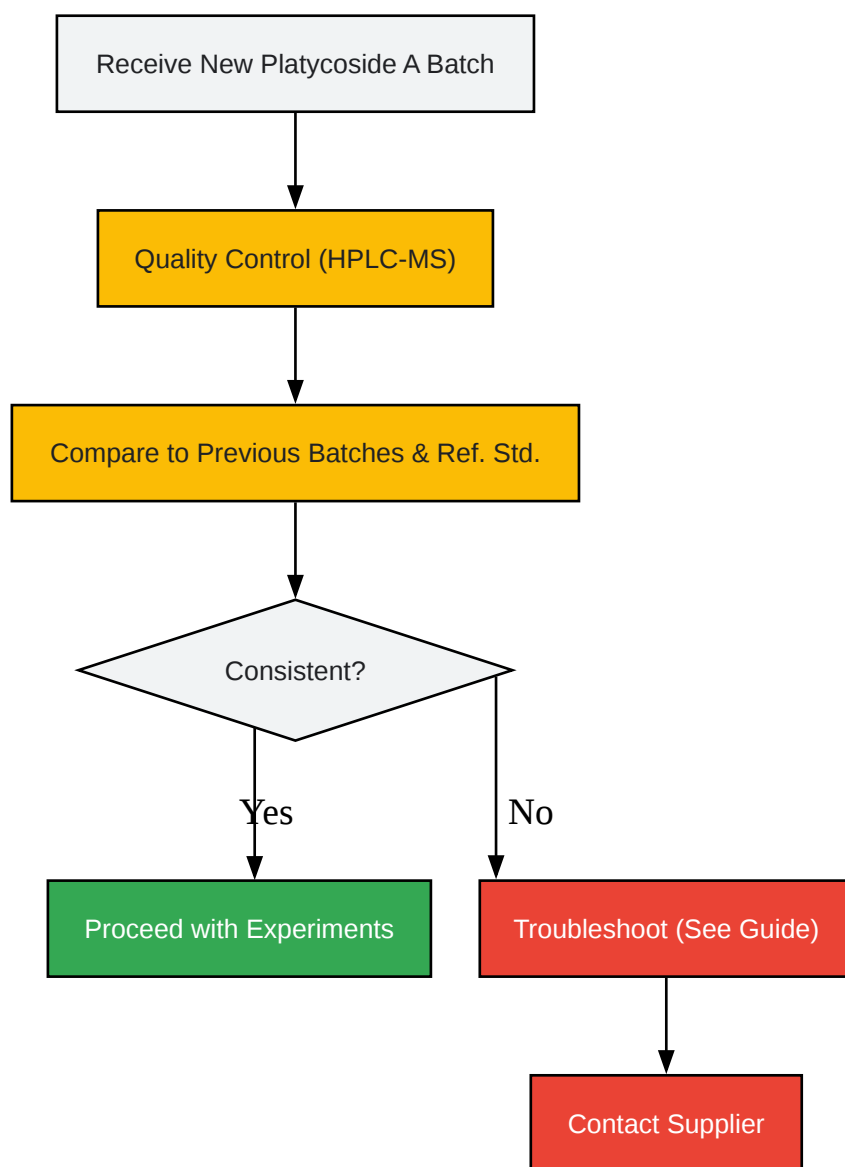 Receive New Platycoside A Batch
Quality Control (HPLC-MS)
Compare to Previous Batches & Ref. Std.
Consistent?
Yes
No
Proceed with Experiments
Troubleshoot (See Guide)
Contact Supplier